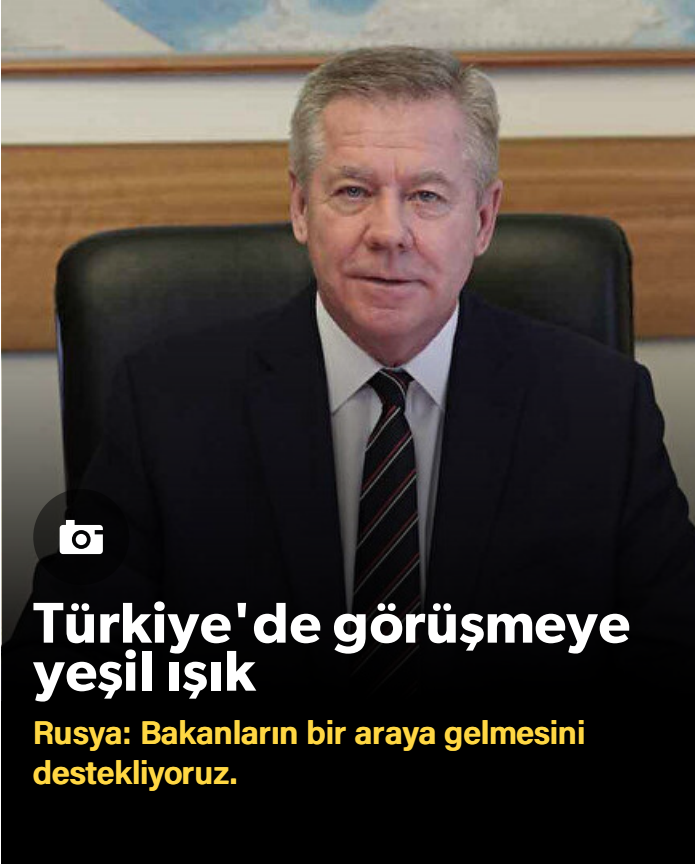 Türkiye'de görüşmeye
yeşil ışık
Rusya: Bakanların bir araya gelmesini
destekliyoruz.